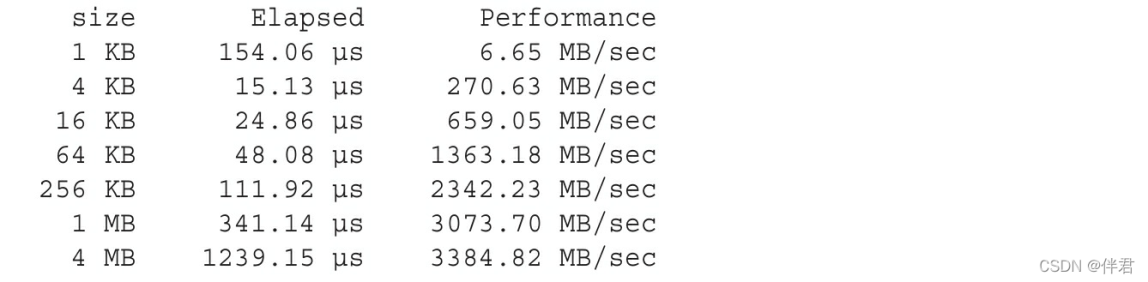 size Elapsed Performance
1 KB 154.06 µs 6.65 MB/sec
4 KB 15.13 µs 270.63 MB/sec
16 KB 24.86 µs 659.05 MB/sec
64 KB 48.08 µs 1363.18 MB/sec
256 KB 111.92 µs 2342.23 MB/sec
1 MB 341.14 µs 3073.70 MB/sec
4 MB 1239.15 µs 3384.82 MB/sec
CSDN @伴君